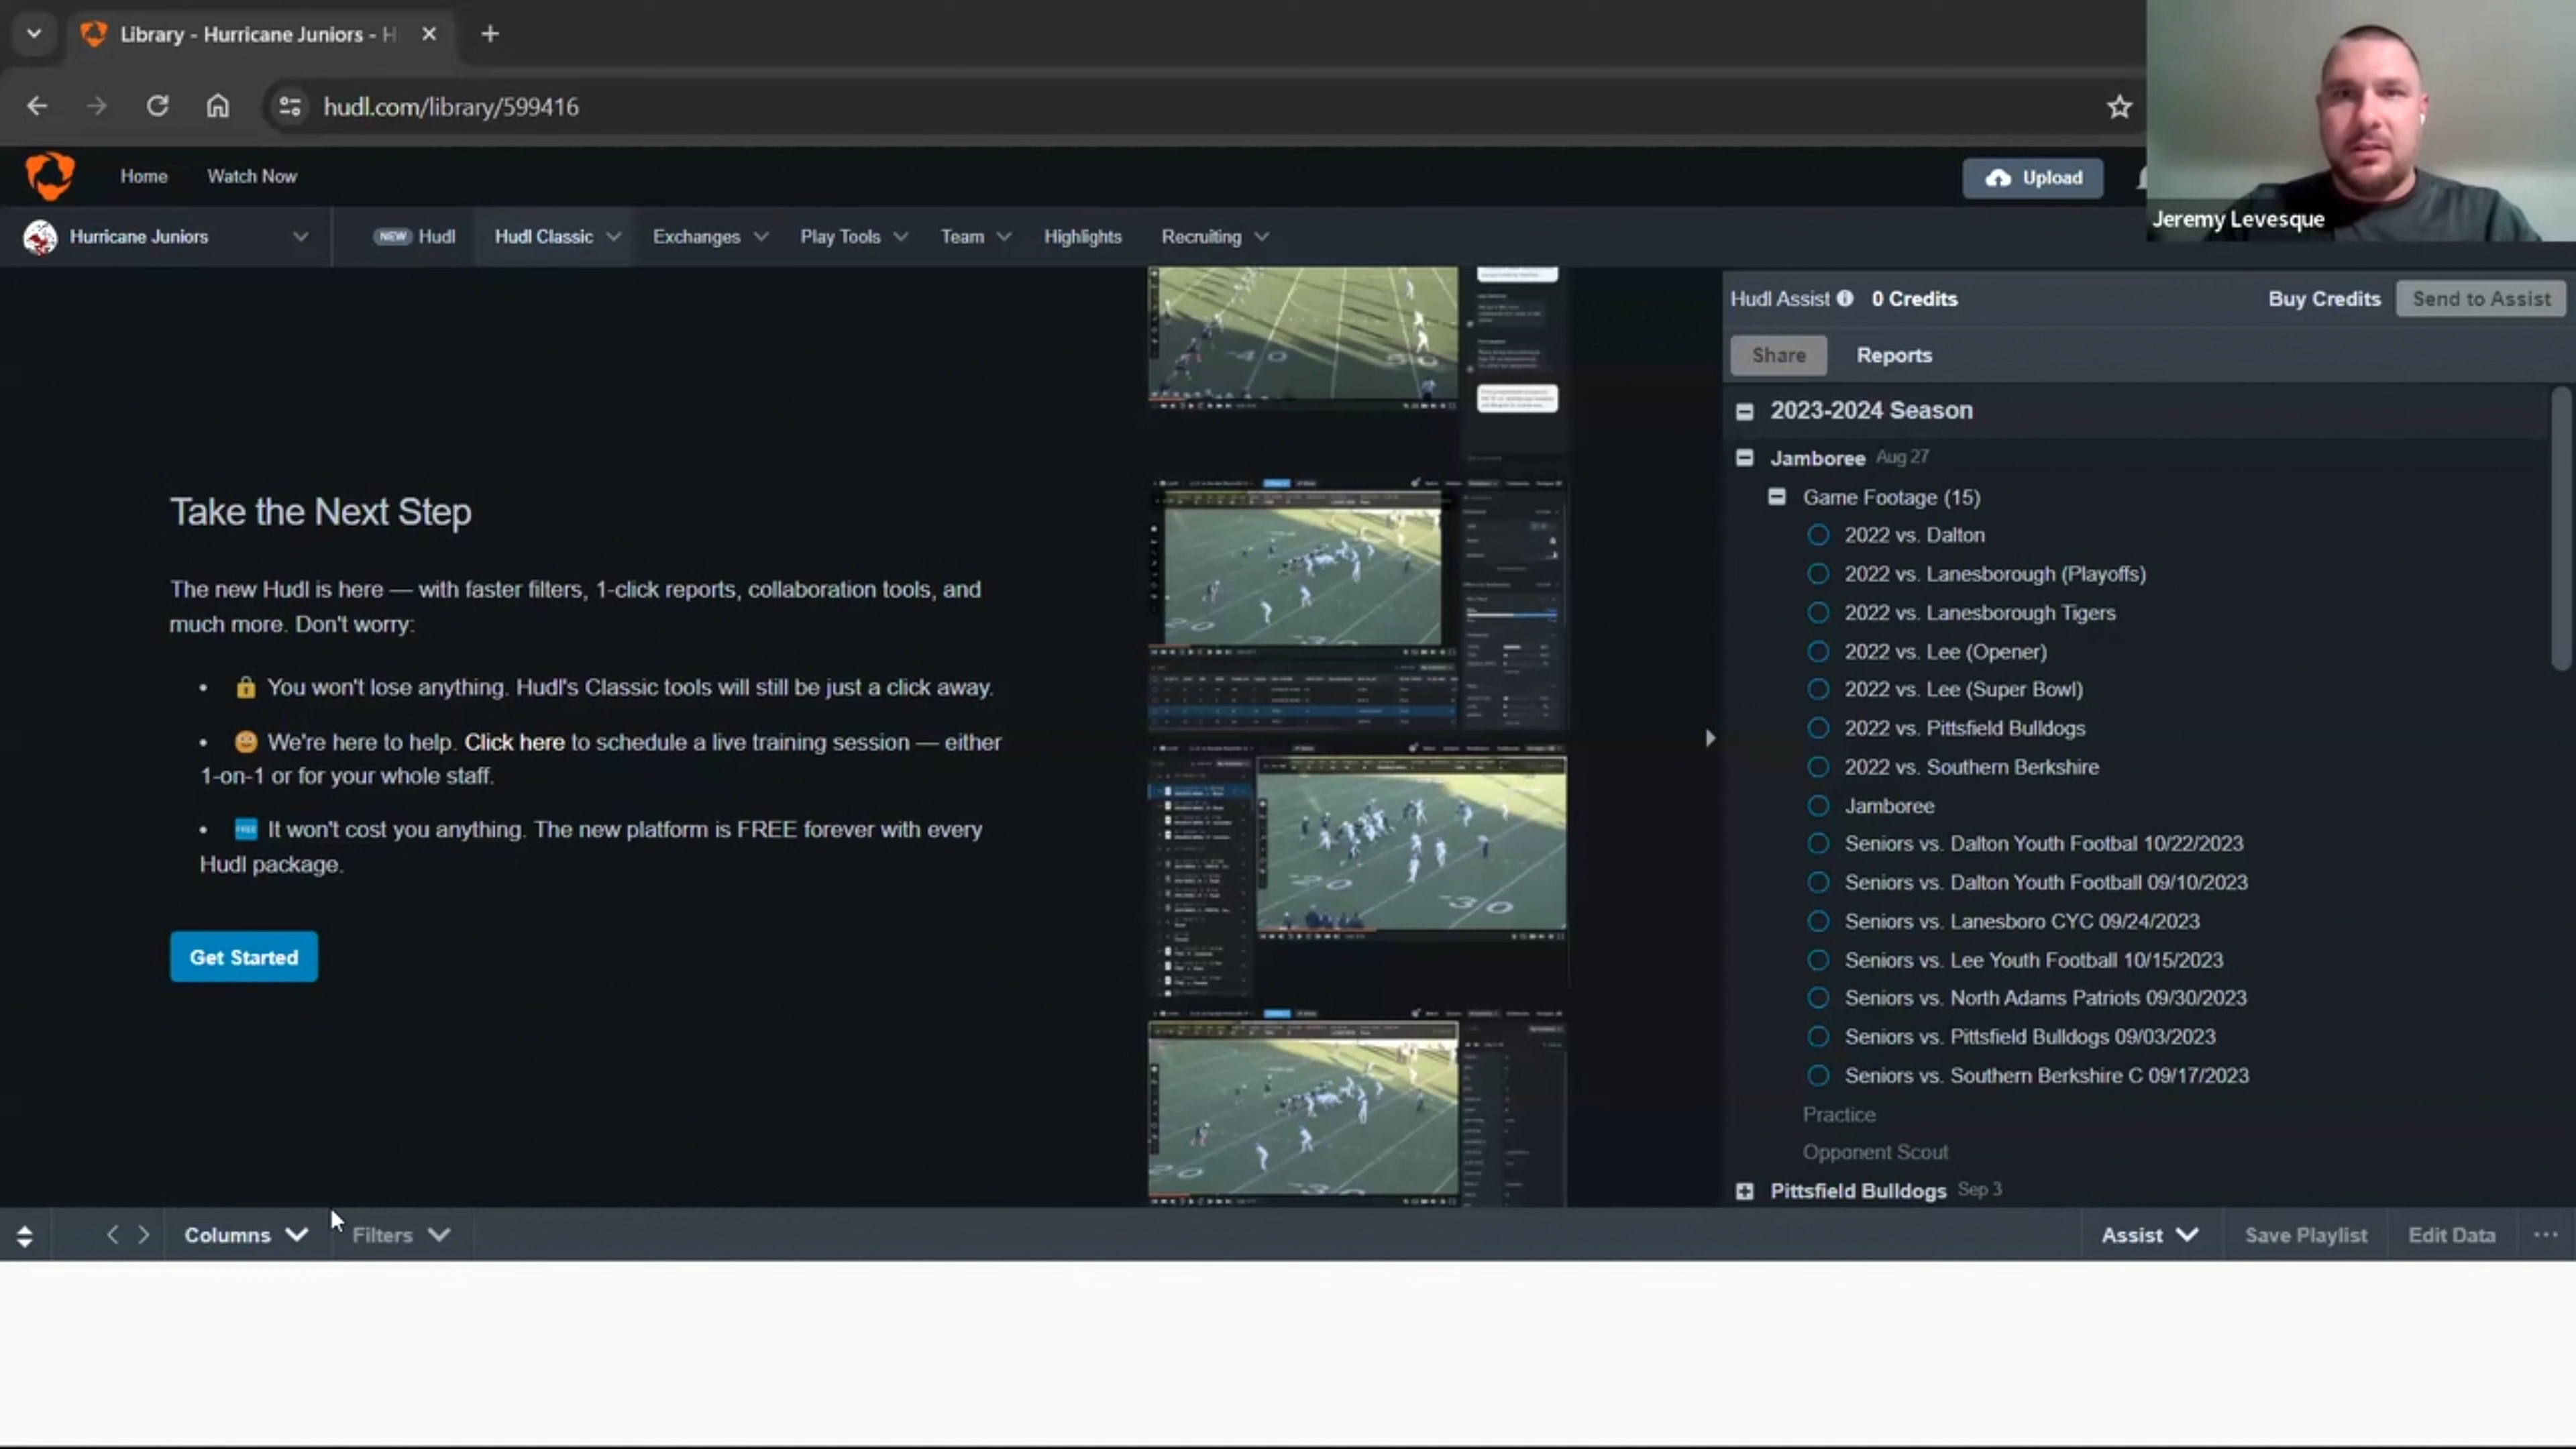 Library - Hurricane Juniors - H
hudl.com/library/599416
Home
Watch Now
Upload
Jeremy Levesque
Hurricane Juniors
NEW Hudl
Hudl Classic
Exchanges
Play Tools
Team
Highlights
Recruiting
Hudl Assist
0 Credits
Buy Credits
Send to Assist
Share
Reports
Take the Next Step
The new Hudl is here — with faster filters, 1-click reports, collaboration tools, and
much more. Don't worry:
• You won't lose anything. Hudl's Classic tools will still be just a click away.
• We're here to help. Click here to schedule a live training session — either
1-on-1 or for your whole staff.
• FREE It won't cost you anything. The new platform is FREE forever with every
Hudl package.
Get Started
2023-2024 Season
Jamboree Aug 27
Game Footage (15)
2022 vs. Dalton
2022 vs. Lanesborough (Playoffs)
2022 vs. Lanesborough Tigers
2022 vs. Lee (Opener)
2022 vs. Lee (Super Bowl)
2022 vs. Pittsfield Bulldogs
2022 vs. Southern Berkshire
Jamboree
Seniors vs. Dalton Youth Footbal 10/22/2023
Seniors vs. Dalton Youth Football 09/10/2023
Seniors vs. Lanesboro CYC 09/24/2023
Seniors vs. Lee Youth Football 10/15/2023
Seniors vs. North Adams Patriots 09/30/2023
Seniors vs. Pittsfield Bulldogs 09/03/2023
Seniors vs. Southern Berkshire C 09/17/2023
Practice
Opponent Scout
Pittsfield Bulldogs Sep 3
Columns
Filters
Assist
Save Playlist
Edit Data